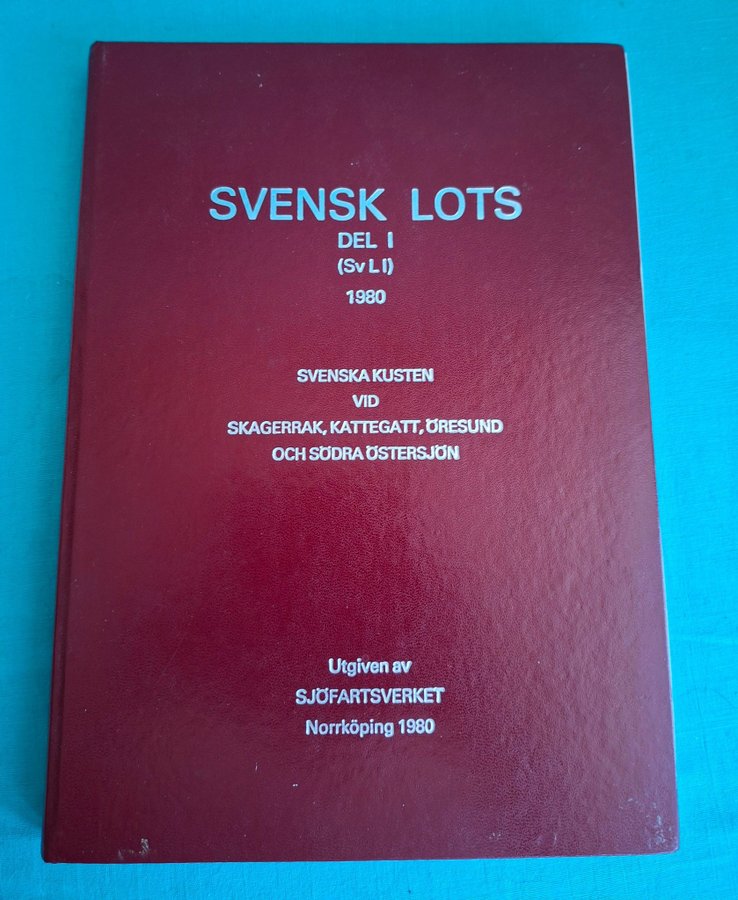 SVENSK LOTS
DEL I
(Sv L I)
1980
SVENSKA KUSTEN
VID
SKAGERRAK, KATTEGATT, ÖRESUND
OCH SÖDRA ÖSTERSJÖN
Utgiven av
SJÖFARTSVERKET
Norrköping 1980